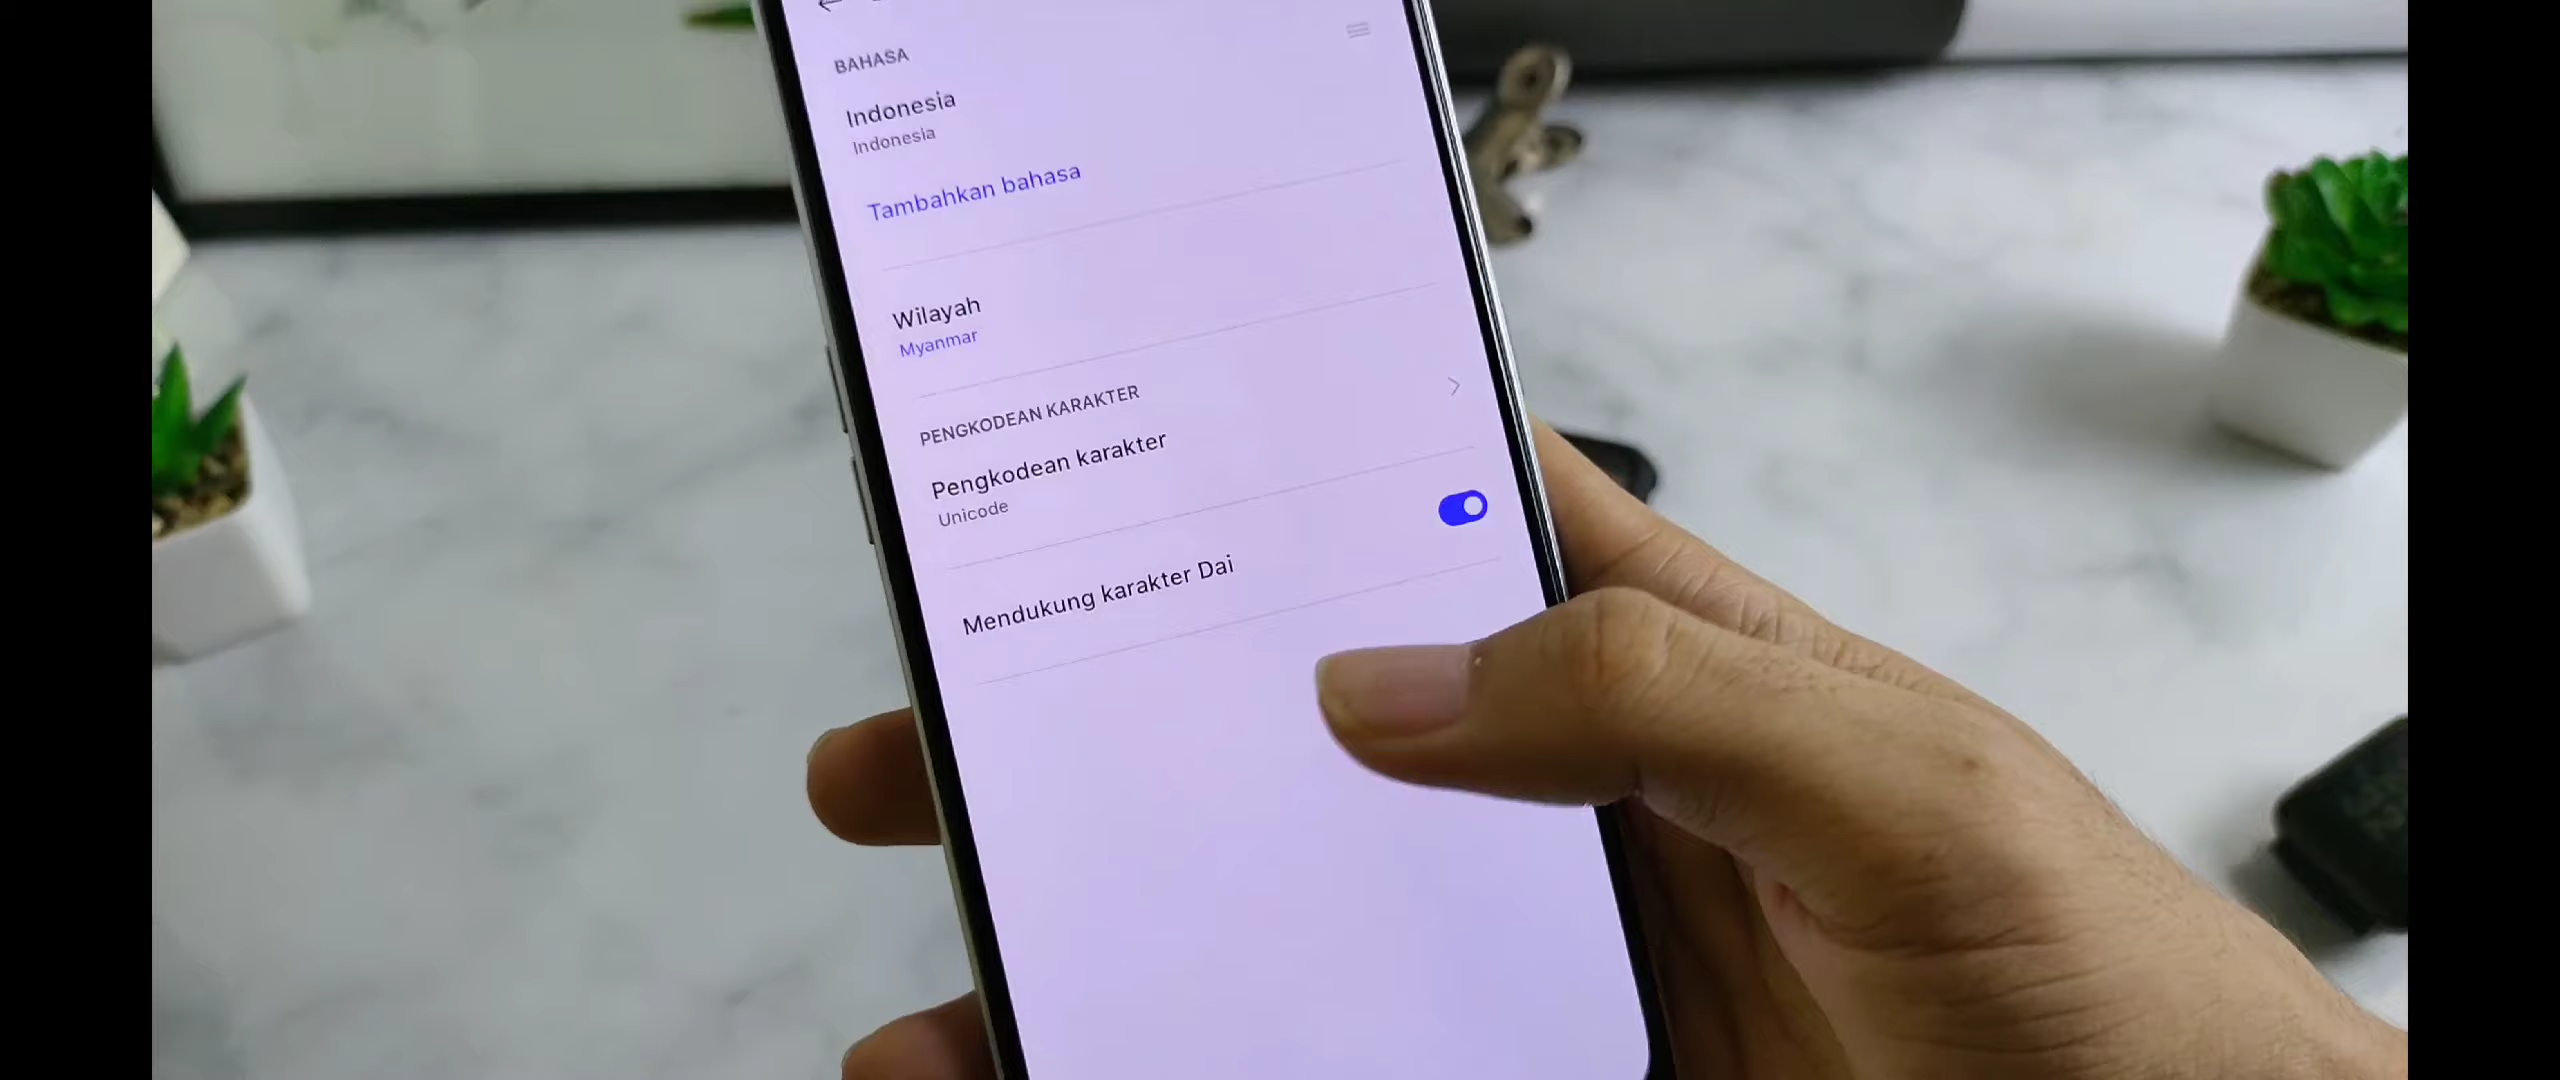 BAHASA
Indonesia
Indonesia
Tambahkan bahasa
Wilayah
Myanmar
PENGKODEAN KARAKTER
Pengkodean karakter
Unicode
Mendukung karakter Dai